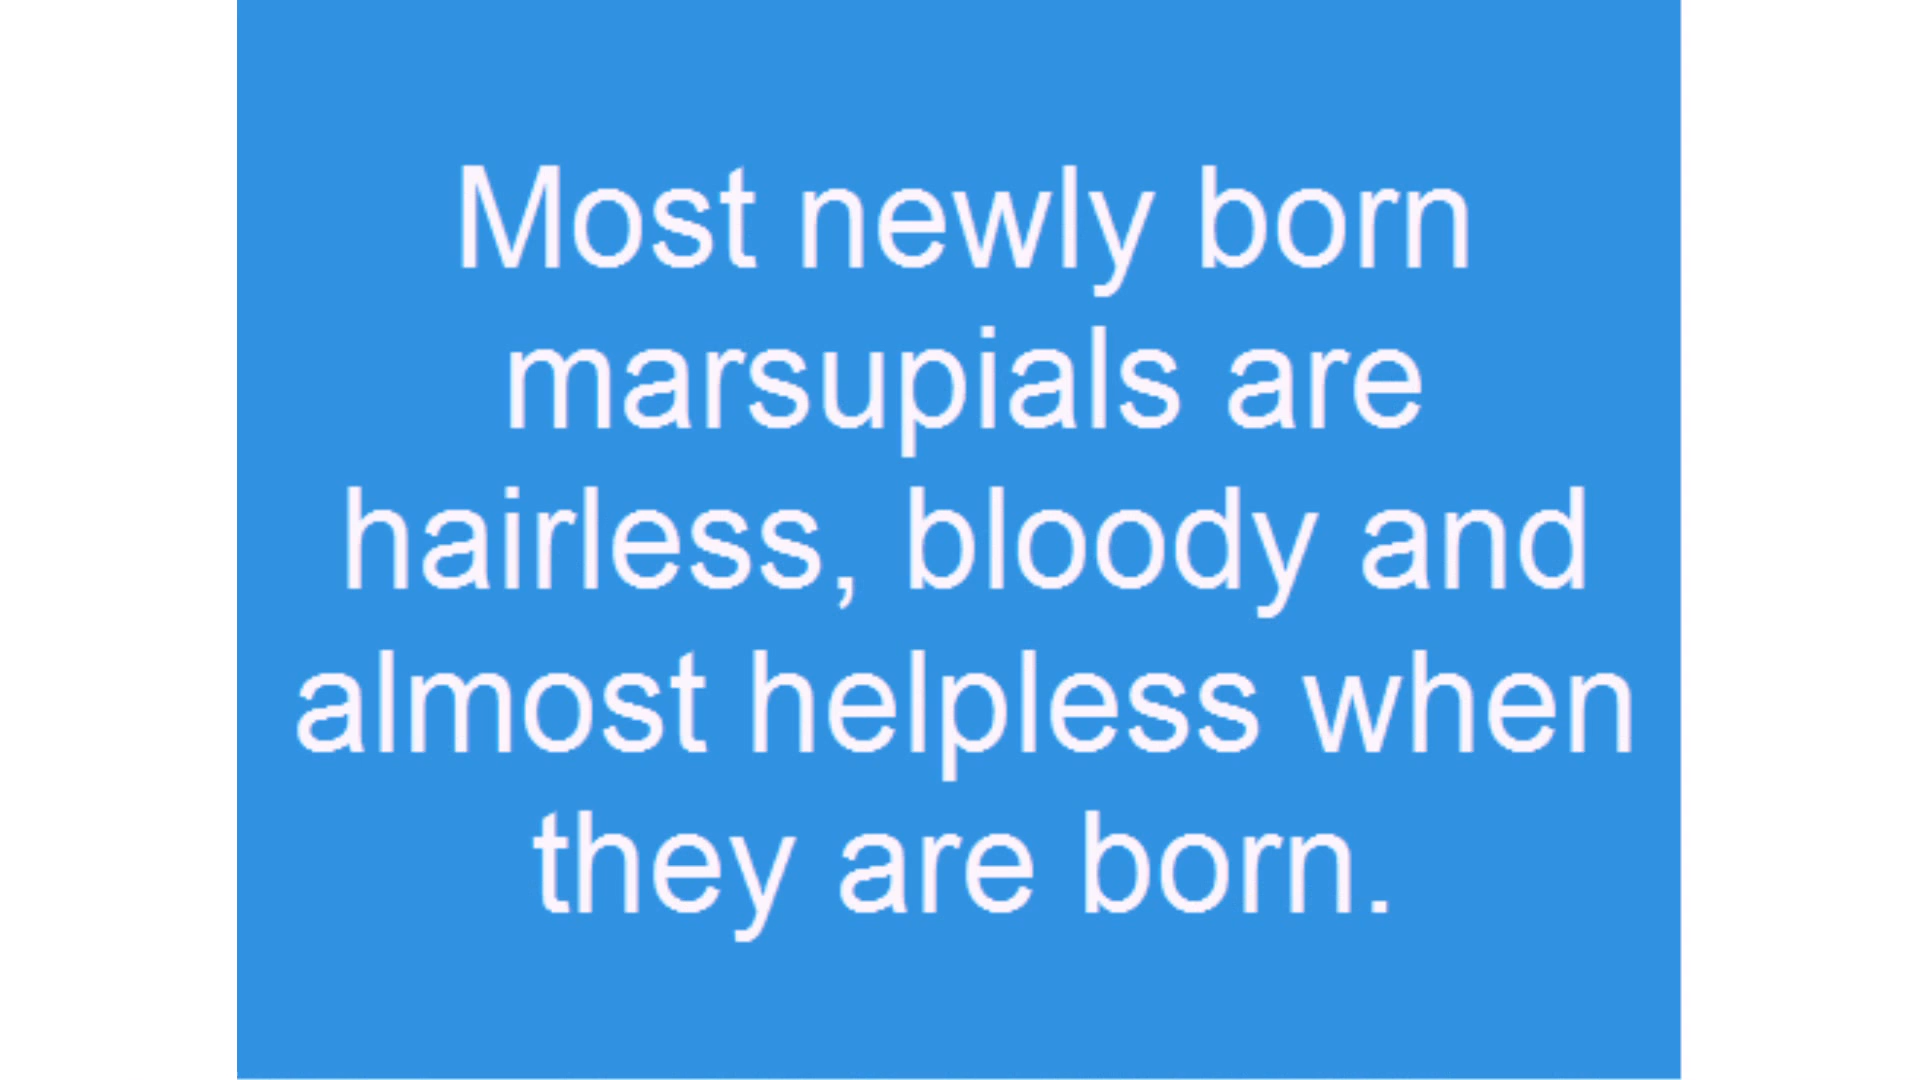 Most newly born
marsupials are
hairless, bloody and
almost helpless when
they are born.